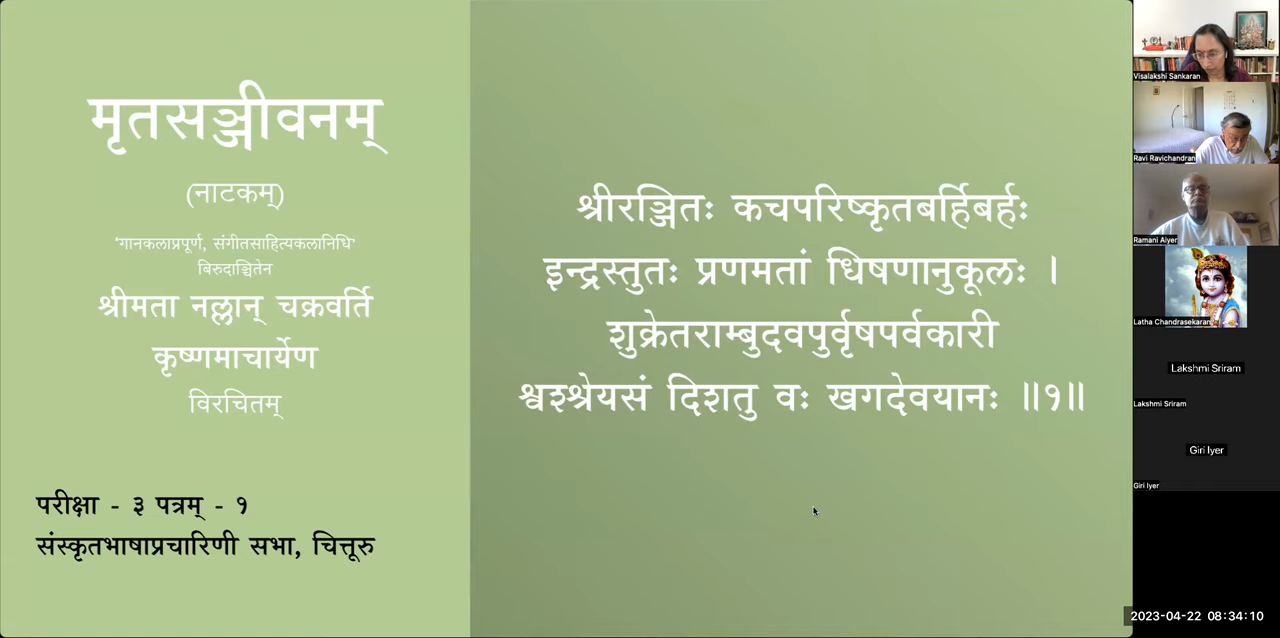 मृतसञ्जीवनम्
(नाटकम्)
‘गानकलाप्रपूर्ण, संगीतसाहित्यकलानिधि’
बिरुदाञ्चितेन
श्रीमता नल्लान् चक्रवर्ति
कृष्णमाचार्येण
विरचितम्
परीक्षा - ३ पत्रम् - १
संस्कृतभाषाप्रचारिणी सभा, चित्तूरु
श्रीरञ्जितः कचपरिष्कृतबर्हिबर्हः
इन्द्रस्तुतः प्रणमतां धिषणानुकूलः ।
शुक्रेतराम्बुदवपुर्वृषपर्वकारी
श्वश्श्रेयसं दिशतु वः खगदेवयानः ॥१॥
Visalakshi Sankaran
Ravi Ravichandran
Ramani Aiyer
Latha Chandrasekaran
Lakshmi Sriram
Lakshmi Sriram
Giri Iyer
Giri Iyer
2023-04-22 08:34:10